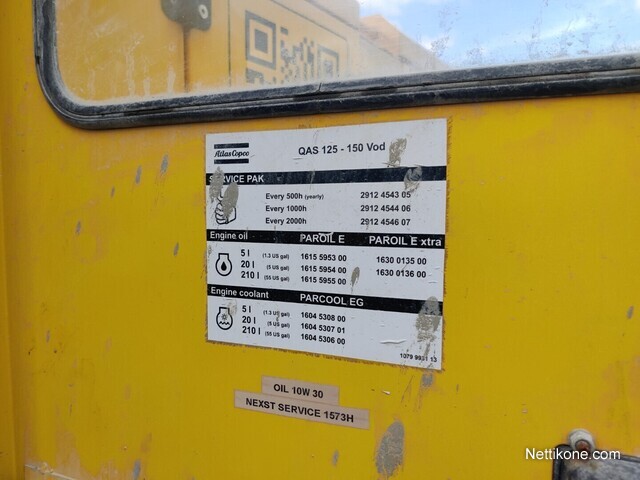 Atlas Copco
QAS 125 - 150 Vod
SERVICE PAK
Every 500h (yearly) 2912 4543 05
Every 1000h 2912 4544 06
Every 2000h 2912 4546 07
Engine oil PAROIL E PAROIL E xtra
5 l (1.3 US gal) 1615 5953 00 1630 0135 00
20 l (5 US gal) 1615 5954 00 1630 0136 00
210 l (55 US gal) 1615 5955 00
Engine coolant PARCOOL EG
5 l (1.3 US gal) 1604 5308 00
20 l (5 US gal) 1604 5307 01
210 l (55 US gal) 1604 5306 00
OIL 10W 30
NEXST SERVICE 1573H
Nettikone.com